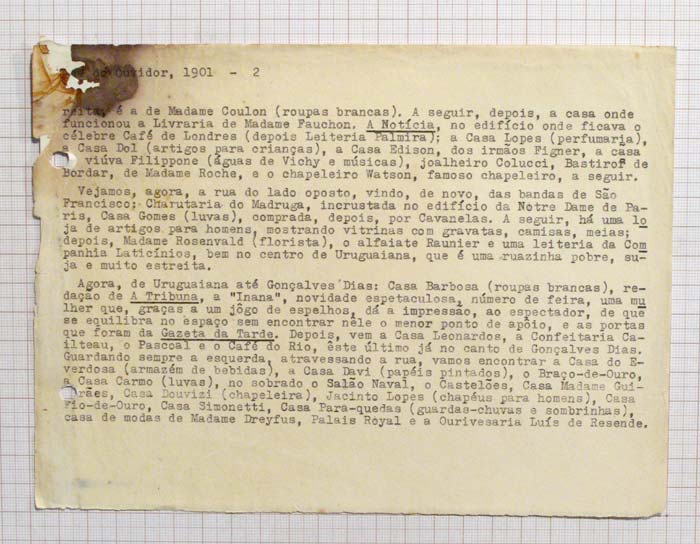 do Ouvidor, 1901 - 2
reita, é a de Madame Coulon (roupas brancas). A seguir, depois, a casa onde
funcionou a Livraria de Madame Fauchon. A Notícia, no edifício onde ficava o
célebre Café de Londres (depois Leiteria Palmira); a Casa Lopes (perfumaria),
a Casa Dol (artigos para crianças), a Casa Edison, dos irmãos Figner, a casa
viúva Filippone (águas de Vichy e músicas), joalheiro Colucci, Bastirof de
Bordar, de Madame Roche, e o chapeleiro Watson, famoso chapeleiro, a seguir.
Vejamos, agora, a rua do lado oposto, vindo, de novo, das bandas de São
Francisco: Charutaria do Madruga, incrustada no edifício da Notre Dame de Pa-
ris, Casa Gomes (luvas), comprada, depois, por Cavanelas. A seguir, há uma lo
ja de artigos para homens, mostrando vitrinas com gravatas, camisas, meias;
depois, Madame Rosenvald (florista), o alfaiate Raunier e uma leiteria da Com
panhia Laticínios, bem no centro de Uruguaiana, que é uma ruazinha pobre, su-
ja e muito estreita.
Agora, de Uruguaiana até Gonçalves Dias: Casa Barbosa (roupas brancas), re-
dação de A Tribuna, a "Inana", novidade espetaculosa, número de feira, uma mu
lher que, graças a um jôgo de espelhos, dá a impressão, ao espectador, de que
se equilibra no espaço sem encontrar nêle o menor ponto de apôio, e as portas
que foram da Gazeta da Tarde. Depois, vem a Casa Leonardos, a Confeitaria Ca-
ilteau, o Pascoal e o Café do Rio, êste último já no canto de Gonçalves Dias.
Guardando sempre a esquerda, atravessando a rua, vamos encontrar a Casa do E-
verdosa (armazém de bebidas), a Casa Davi (papéis pintados), o Braço-de-Ouro,
a Casa Carmo (luvas), no sobrado o Salão Naval, o Castelões, Casa Madame Gui-
marães, Casa Douvizi (chapeleira), Jacinto Lopes (chapéus para homens), Casa
Fio-de-Ouro, Casa Simonetti, Casa Para-quedas (guardas-chuvas e sombrinhas),
casa de modas de Madame Dreyfus, Palais Royal e a Ourivesaria Luís de Resende.